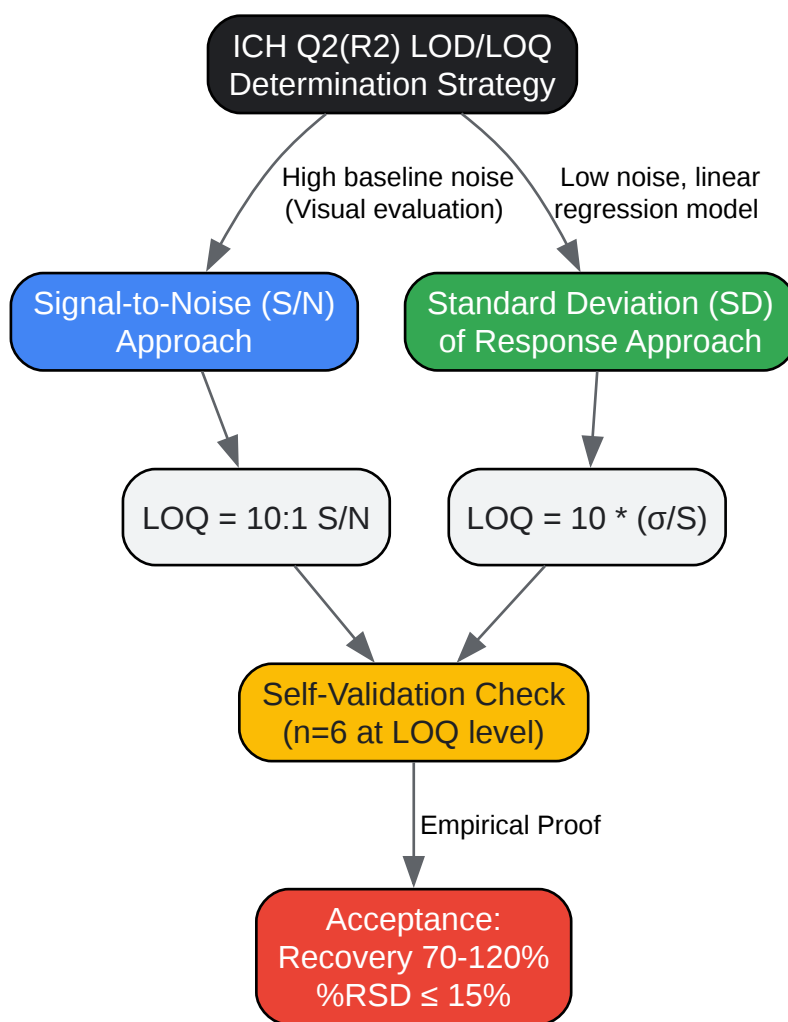 ICH Q2(R2) LOD/LOQ
Determination Strategy
High baseline noise
(Visual evaluation)
Low noise, linear
regression model
Signal-to-Noise (S/N)
Approach
Standard Deviation (SD)
of Response Approach
LOQ = 10:1 S/N
LOQ = 10 * (σ/S)
Self-Validation Check
(n=6 at LOQ level)
Empirical Proof
Acceptance:
Recovery 70-120%
%RSD ≤ 15%